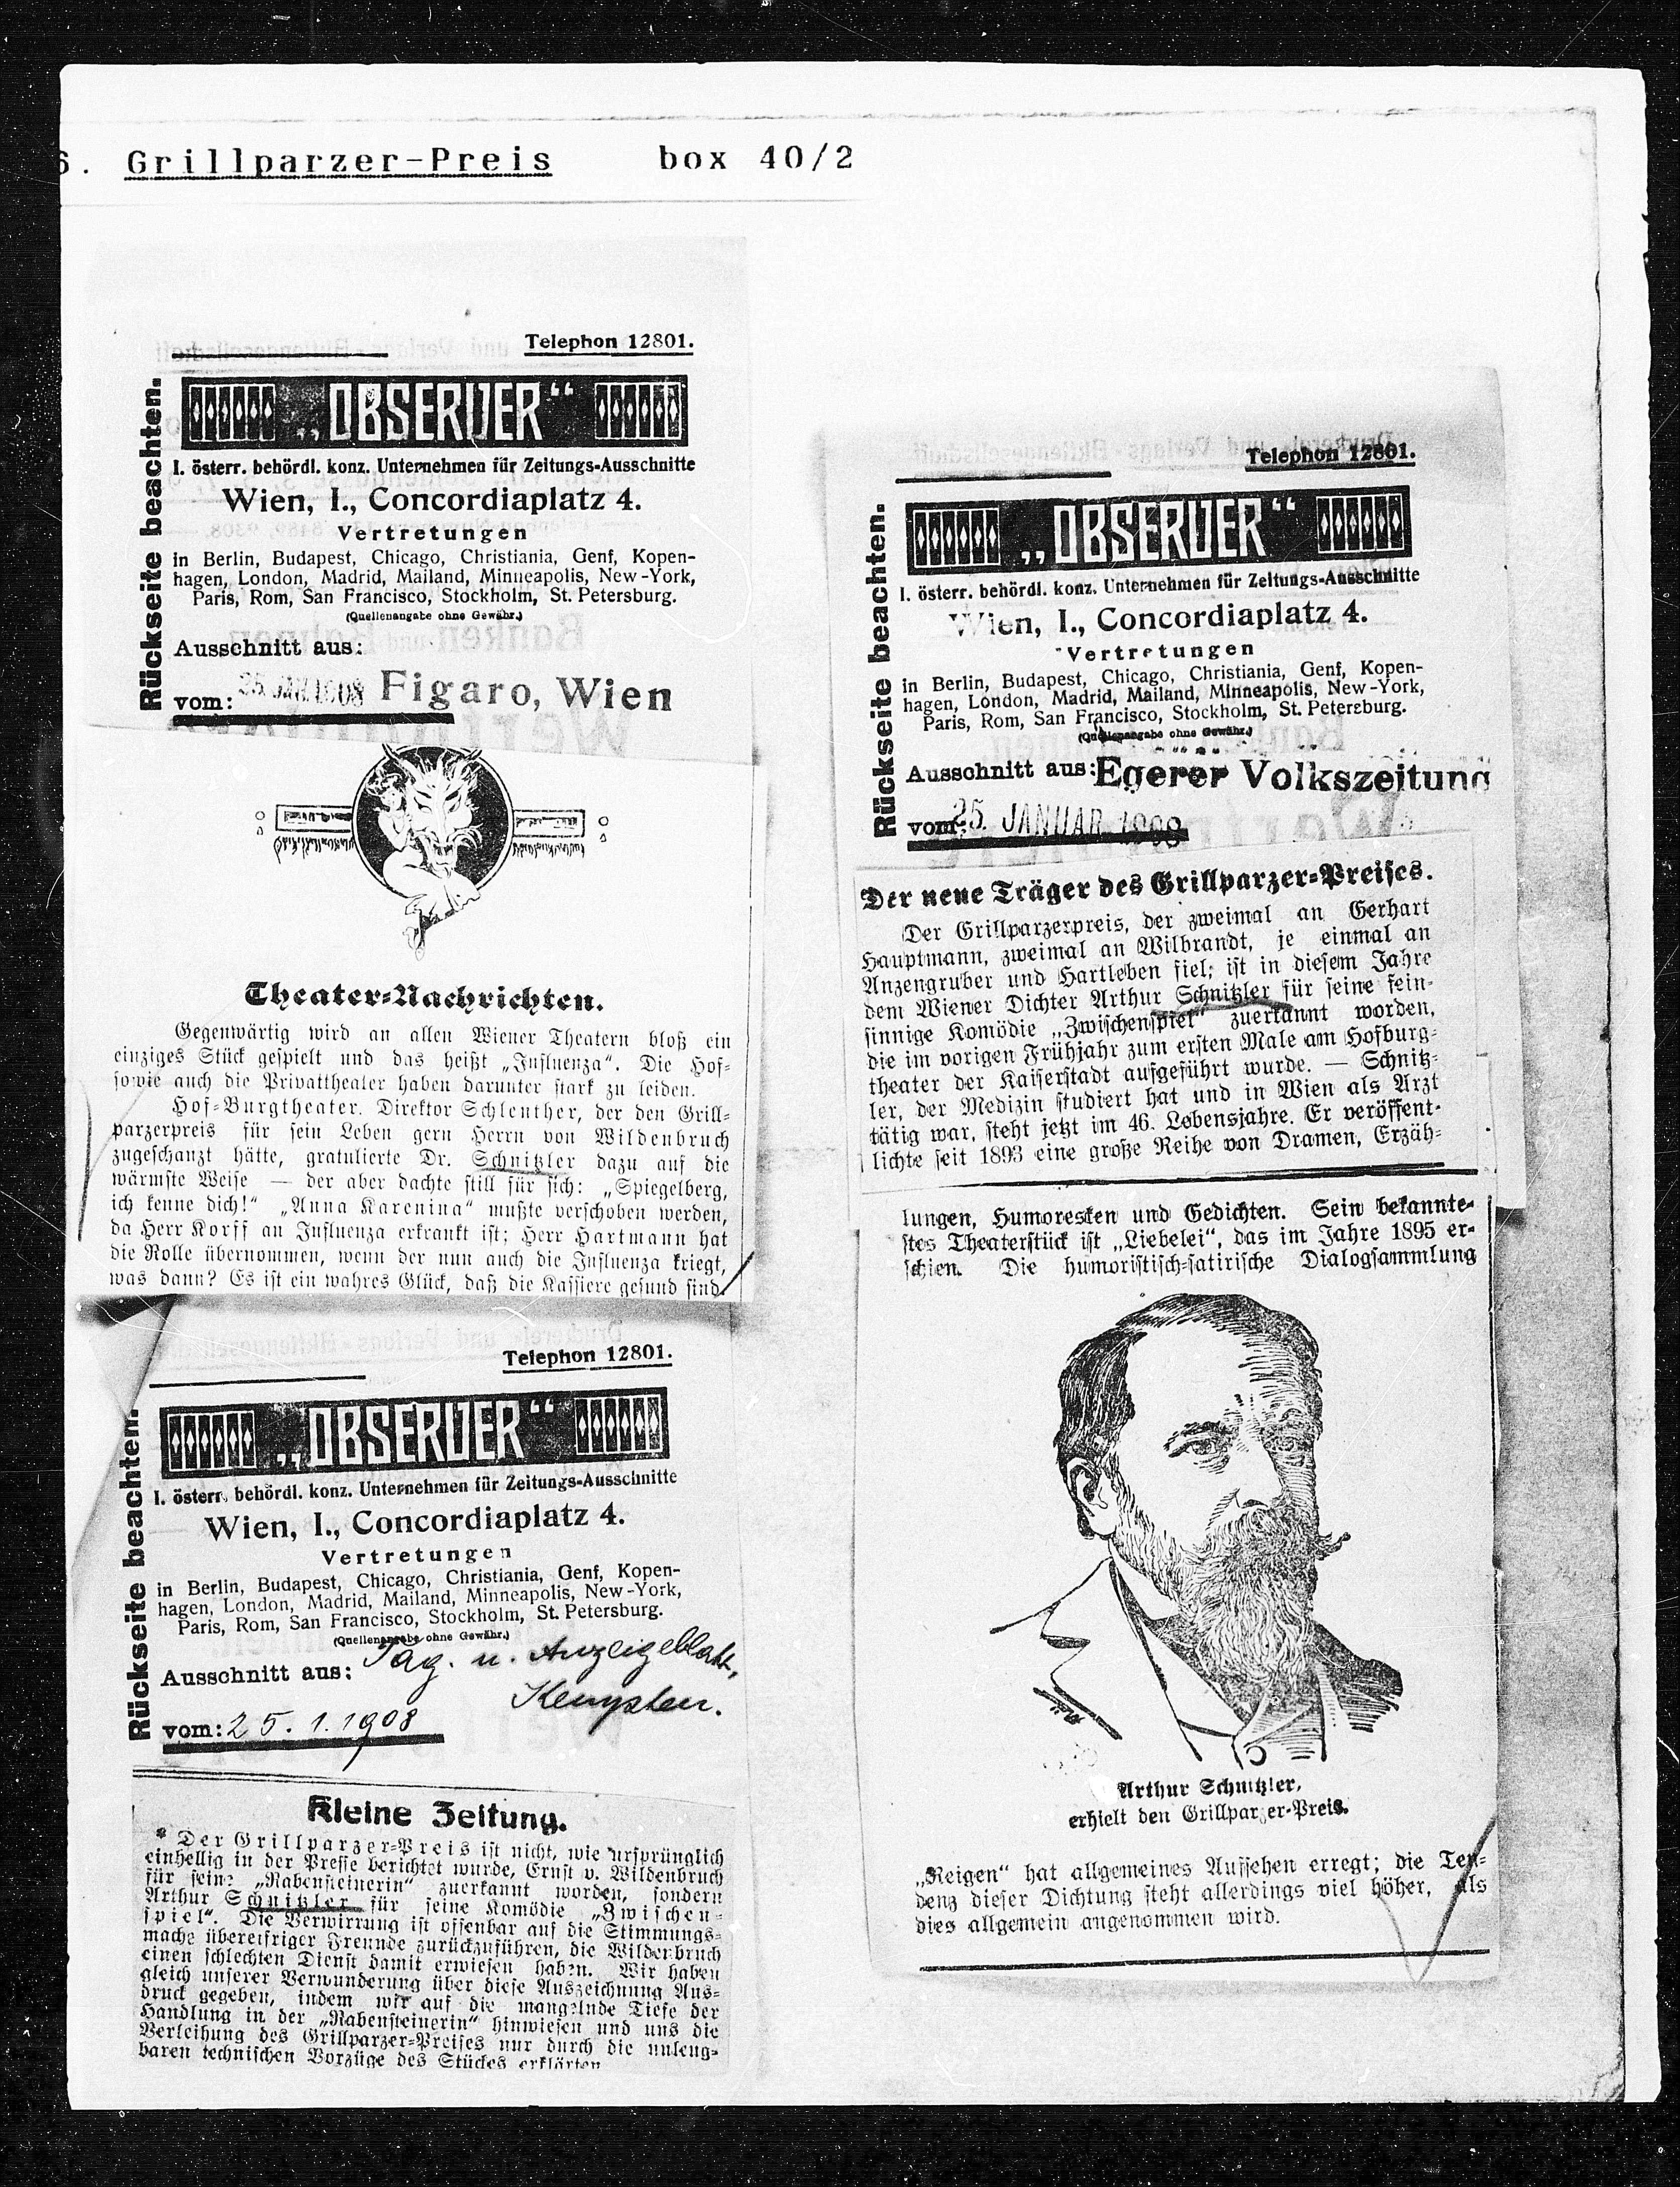 6. Grillparzer-Preis box 40/2
Telephon 12801.
Rückseite beachten.
„OBSERVER“
I. österr. behördl. konz. Unternehmen für Zeitungs-Ausschnitte
Wien, I., Concordiaplatz 4.
Vertretungen
in Berlin, Budapest, Chicago, Christiania, Genf, Kopen-
hagen, London, Madrid, Mailand, Minneapolis, New-York,
Paris, Rom, San Francisco, Stockholm, St. Petersburg.
(Quellenangabe ohne Gewähr.)
Ausschnitt aus:
vom: 25 JAN. 1908 Figaro, Wien
Theater-Nachrichten.
Gegenwärtig wird an allen Wiener Theatern bloß ein
einziges Stück gespielt und das heißt „Influenza“. Die Hof-
sowie auch die Privattheater haben darunter stark zu leiden.
Hof-Burgtheater. Direktor Schlenther, der den Grill-
parzerpreis für sein Leben gern Herrn von Wildenbruch
zugeschanzt hätte, gratulierte Dr. Schnitzler dazu auf die
wärmste Weise — der aber dachte still für sich: „Spiegelberg,
ich kenne dich!“ „Anna Karenina“ mußte verschoben werden,
da Herr Korff an Influenza erkrankt ist; Herr Hartmann hat
die Rolle übernommen, wenn der nun auch die Influenza kriegt,
was dann? Es ist ein wahres Glück, daß die Kassiere gesund sind.
Telephon 12801.
Rückseite beachten.
„OBSERVER“
I. österr. behördl. konz. Unternehmen für Zeitungs-Ausschnitte
Wien, I., Concordiaplatz 4.
Vertretungen
in Berlin, Budapest, Chicago, Christiania, Genf, Kopen-
hagen, London, Madrid, Mailand, Minneapolis, New-York,
Paris, Rom, San Francisco, Stockholm, St. Petersburg.
(Quellenangabe ohne Gewähr.)
Ausschnitt aus: Tag. u. Anzeigeblatt,
Kempten.
vom: 25. 1. 1908
Kleine Zeitung.
* Der Grillparzer-Preis ist nicht, wie ursprünglich
einhellig in der Presse berichtet wurde, Ernst v. Wildenbruch
für seine „Rabensteinerin“ zuerkannt worden, sondern
Arthur Schnitzler für seine Komödie „Zwischen-
spiel“. Die Verwirrung ist offenbar auf die Stimmungs-
mache übereifriger Freunde zurückzuführen, die Wildenbruch
einen schlechten Dienst damit erwiesen haben. Wir haben
gleich unserer Verwunderung über diese Auszeichnung Aus-
druck gegeben, indem wir auf die mangelnde Tiefe der
Handlung in der „Rabensteinerin“ hinwiesen und uns die
Verleihung des Grillparzer-Preises nur durch die unleug-
baren technischen Vorzüge des Stückes erklärten
Telephon 12801.
Rückseite beachten.
„OBSERVER“
I. österr. behördl. konz. Unternehmen für Zeitungs-Ausschnitte
Wien, I., Concordiaplatz 4.
Vertretungen
in Berlin, Budapest, Chicago, Christiania, Genf, Kopen-
hagen, London, Madrid, Mailand, Minneapolis, New-York,
Paris, Rom, San Francisco, Stockholm, St. Petersburg.
(Quellenangabe ohne Gewähr.)
Ausschnitt aus: Egerer Volkszeitung
vom: 25. JANUAR 1908
Der neue Träger des Grillparzer-Preises.
Der Grillparzerpreis, der zweimal an Gerhart
Hauptmann, zweimal an Wilbrandt, je einmal an
Anzengruber und Hartleben fiel, ist in diesem Jahre
dem Wiener Dichter Arthur Schnitzler für seine fein-
sinnige Komödie „Zwischenspiel“ zuerkannt worden,
die im vorigen Frühjahr zum ersten Male am Hofburg-
theater der Kaiserstadt aufgeführt wurde. — Schnitz-
ler, der Medizin studiert hat und in Wien als Arzt
tätig war, steht jetzt im 46. Lebensjahre. Er veröffent-
lichte seit 1893 eine große Reihe von Dramen, Erzäh-
lungen, Humoresken und Gedichten. Sein bekannte-
stes Theaterstück ist „Liebelei“, das im Jahre 1895 er-
schien. Die humoristisch-satirische Dialogsammlung
Arthur Schnitzler,
erhielt den Grillparzer-Preis.
„Reigen“ hat allgemeines Aufsehen erregt; die Ten-
denz dieser Dichtung steht allerdings viel höher, als
dies allgemein angenommen wird.